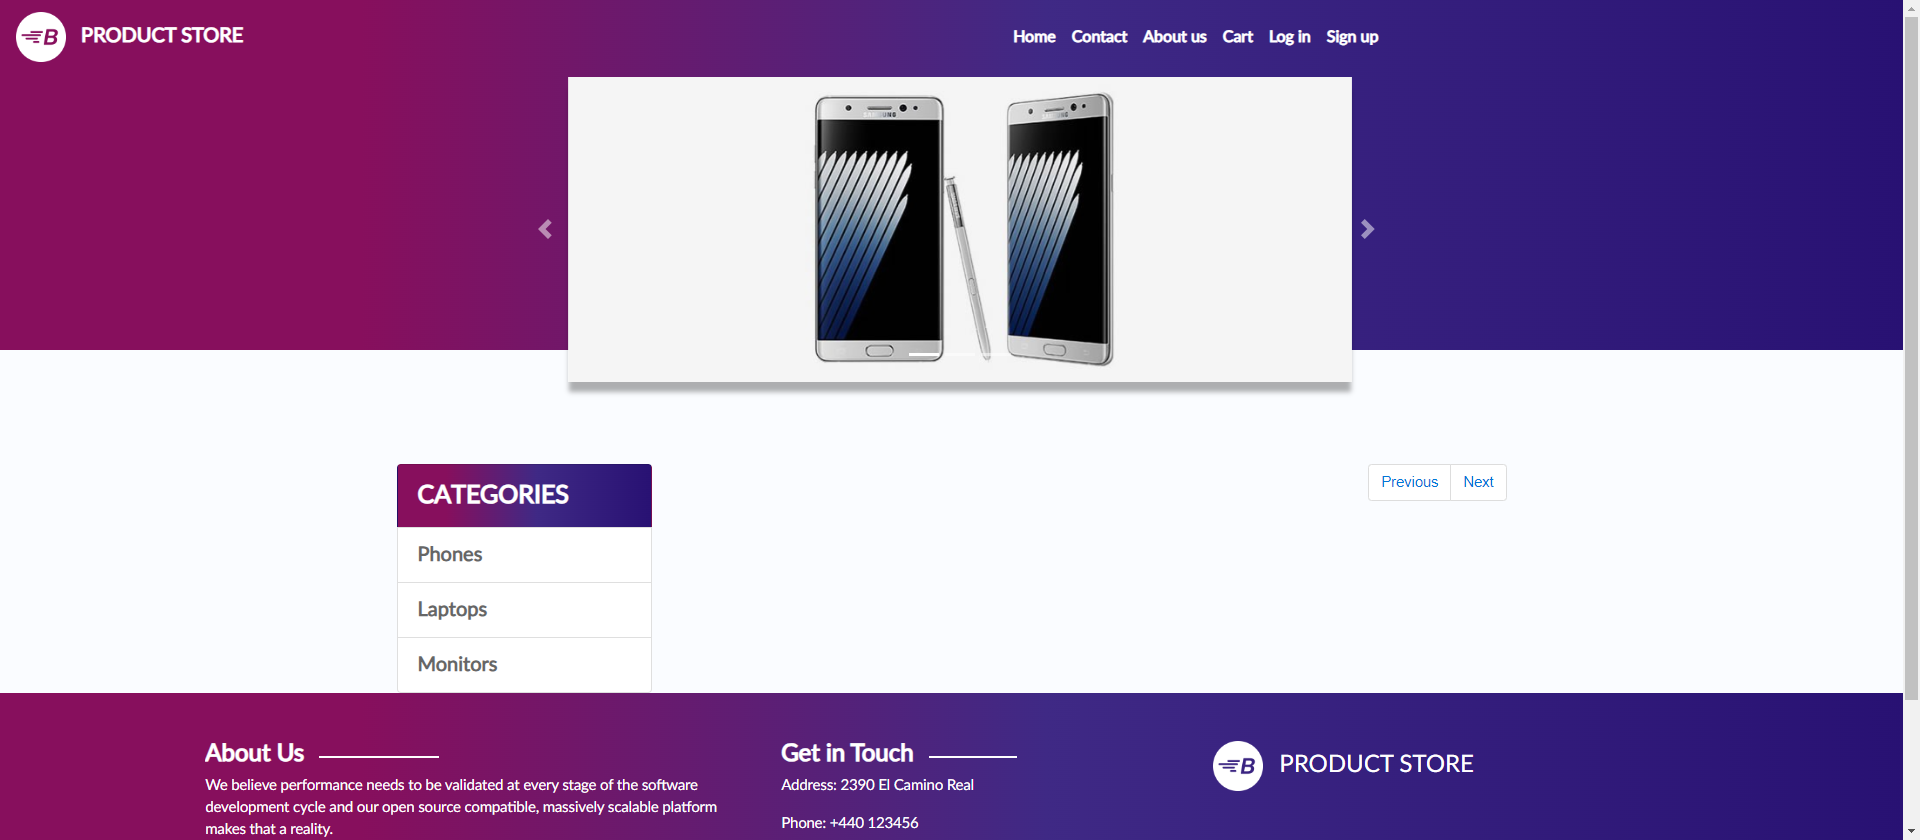 B PRODUCT STORE
Home Contact About us Cart Log in Sign up
SAMSUNG SAMSUNG
CATEGORIES
Previous Next
Phones
Laptops
Monitors
About Us
We believe performance needs to be validated at every stage of the software
development cycle and our open source compatible, massively scalable platform
makes that a reality.
Get in Touch
Address: 2390 El Camino Real
Phone: +440 123456
B PRODUCT STORE